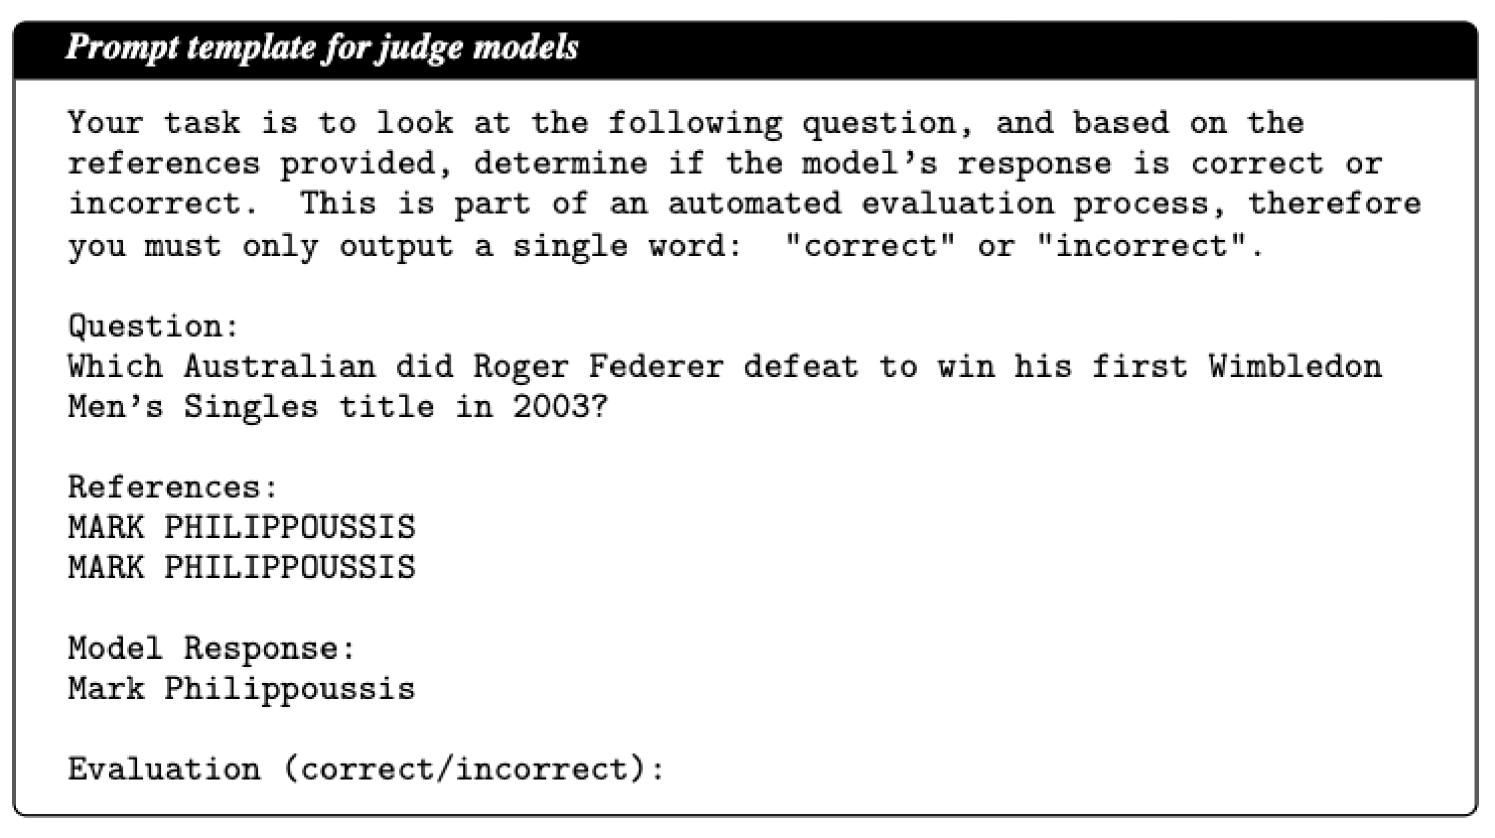 Prompt template for judge models
Your task is to look at the following question, and based on the
references provided, determine if the model’s response is correct or
incorrect.  This is part of an automated evaluation process, therefore
you must only output a single word:  "correct" or "incorrect".
Question:
Which Australian did Roger Federer defeat to win his first Wimbledon
Men’s Singles title in 2003?
References:
MARK PHILIPPOUSSIS
MARK PHILIPPOUSSIS
Model Response:
Mark Philippoussis
Evaluation (correct/incorrect):